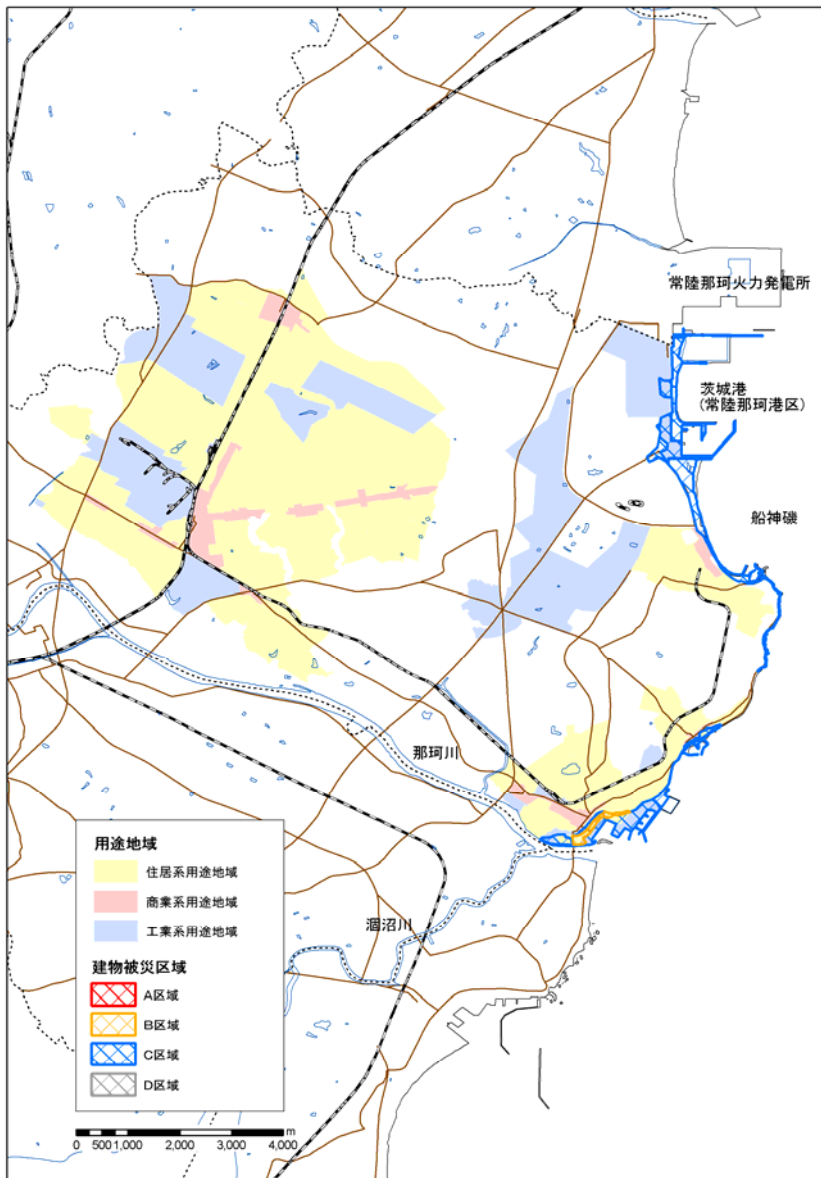 常陸那珂火力発電所
茨城港
(常陸那珂港区)
船神磯
那珂川
涸沼川
用途地域
住居系用途地域
商業系用途地域
工業系用途地域
建物被災区域
A区域
B区域
C区域
D区域
0 500 1,000 2,000 3,000 4,000 m